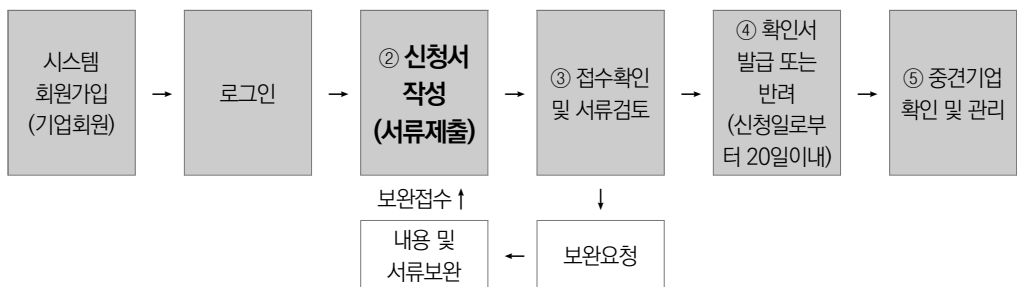 시스템
회원가입
(기업회원)
→
로그인
→
② 신청서
작성
(서류제출)
→
③ 접수확인
및 서류검토
→
④ 확인서
발급 또는
반려
(신청일로부
터 20일이내)
→
⑤ 중견기업
확인 및 관리
보완접수 ↑
↓
내용 및
서류보완
←
보완요청